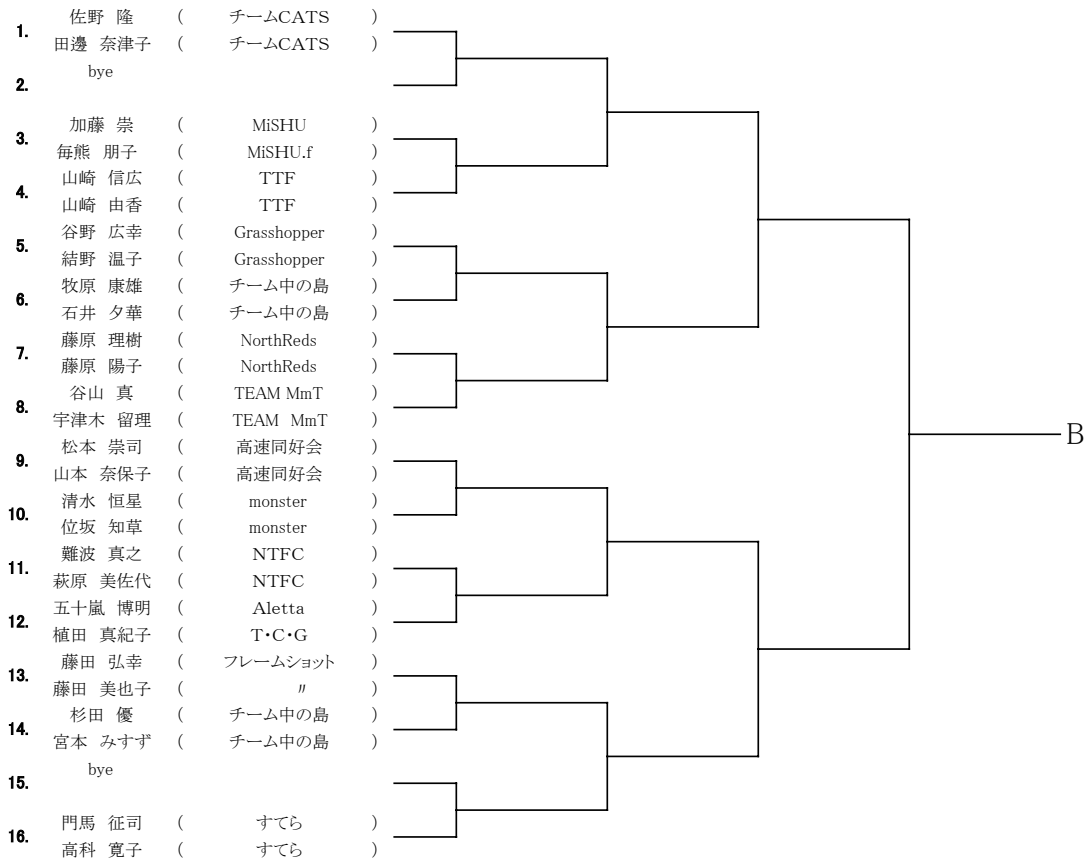 1. 佐野 隆 ( チームCATS )
田邊 奈津子 ( チームCATS )
2. bye
3. 加藤 崇 ( MiSHU )
毎熊 朋子 ( MiSHU.f )
4. 山崎 信広 ( TTF )
山崎 由香 ( TTF )
5. 谷野 広幸 ( Grasshopper )
結野 温子 ( Grasshopper )
6. 牧原 康雄 ( チーム中の島 )
石井 夕華 ( チーム中の島 )
7. 藤原 理樹 ( NorthReds )
藤原 陽子 ( NorthReds )
8. 谷山 真 ( TEAM MmT )
宇津木 留理 ( TEAM MmT )
9. 松本 崇司 ( 高速同好会 )
山本 奈保子 ( 高速同好会 )
10. 清水 恒星 ( monster )
位坂 知草 ( monster )
11. 難波 真之 ( NTFC )
萩原 美佐代 ( NTFC )
12. 五十嵐 博明 ( Aletta )
植田 真紀子 ( T・C・G )
13. 藤田 弘幸 ( フレームショット )
藤田 美也子 ( 〃 )
14. 杉田 優 ( チーム中の島 )
宮本 みすず ( チーム中の島 )
15. bye
16. 門馬 征司 ( すてら )
高科 寛子 ( すてら )
B